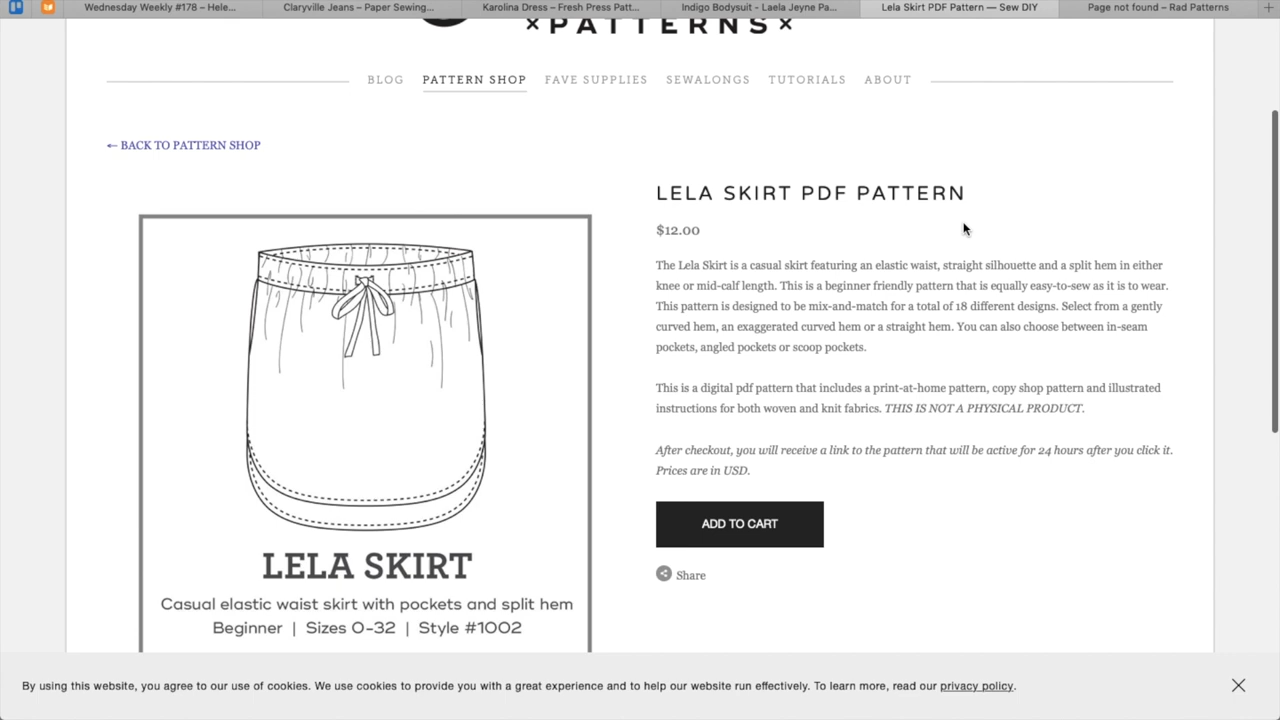 Wednesday Weekly #178 – Hele...
Claryville Jeans – Paper Sewing...
Karolina Dress – Fresh Press Patt...
Indigo Bodysuit - Laela Jeyne Pa...
Lela Skirt PDF Pattern — Sew DIY
Page not found – Rad Patterns
×PATTERNS×
BLOG PATTERN SHOP FAVE SUPPLIES SEWALONGS TUTORIALS ABOUT
← BACK TO PATTERN SHOP
LELA SKIRT PDF PATTERN
$12.00
The Lela Skirt is a casual skirt featuring an elastic waist, straight silhouette and a split hem in either
knee or mid-calf length. This is a beginner friendly pattern that is equally easy-to-sew as it is to wear.
This pattern is designed to be mix-and-match for a total of 18 different designs. Select from a gently
curved hem, an exaggerated curved hem or a straight hem. You can also choose between in-seam
pockets, angled pockets or scoop pockets.
This is a digital pdf pattern that includes a print-at-home pattern, copy shop pattern and illustrated
instructions for both woven and knit fabrics. THIS IS NOT A PHYSICAL PRODUCT.
After checkout, you will receive a link to the pattern that will be active for 24 hours after you click it.
Prices are in USD.
ADD TO CART
Share
LELA SKIRT
Casual elastic waist skirt with pockets and split hem
Beginner | Sizes 0-32 | Style #1002
By using this website, you agree to our use of cookies. We use cookies to provide you with a great experience and to help our website run effectively. To learn more, read our privacy policy.